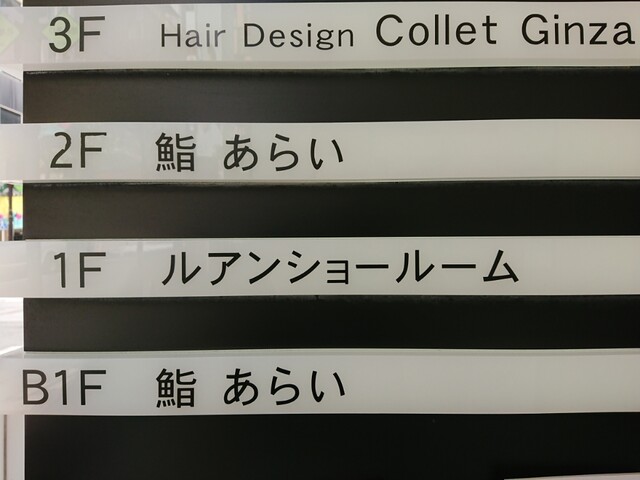 3F Hair Design Collet Ginza
2F 鮨 あらい
1F ルアンショールーム
B1F 鮨 あらい